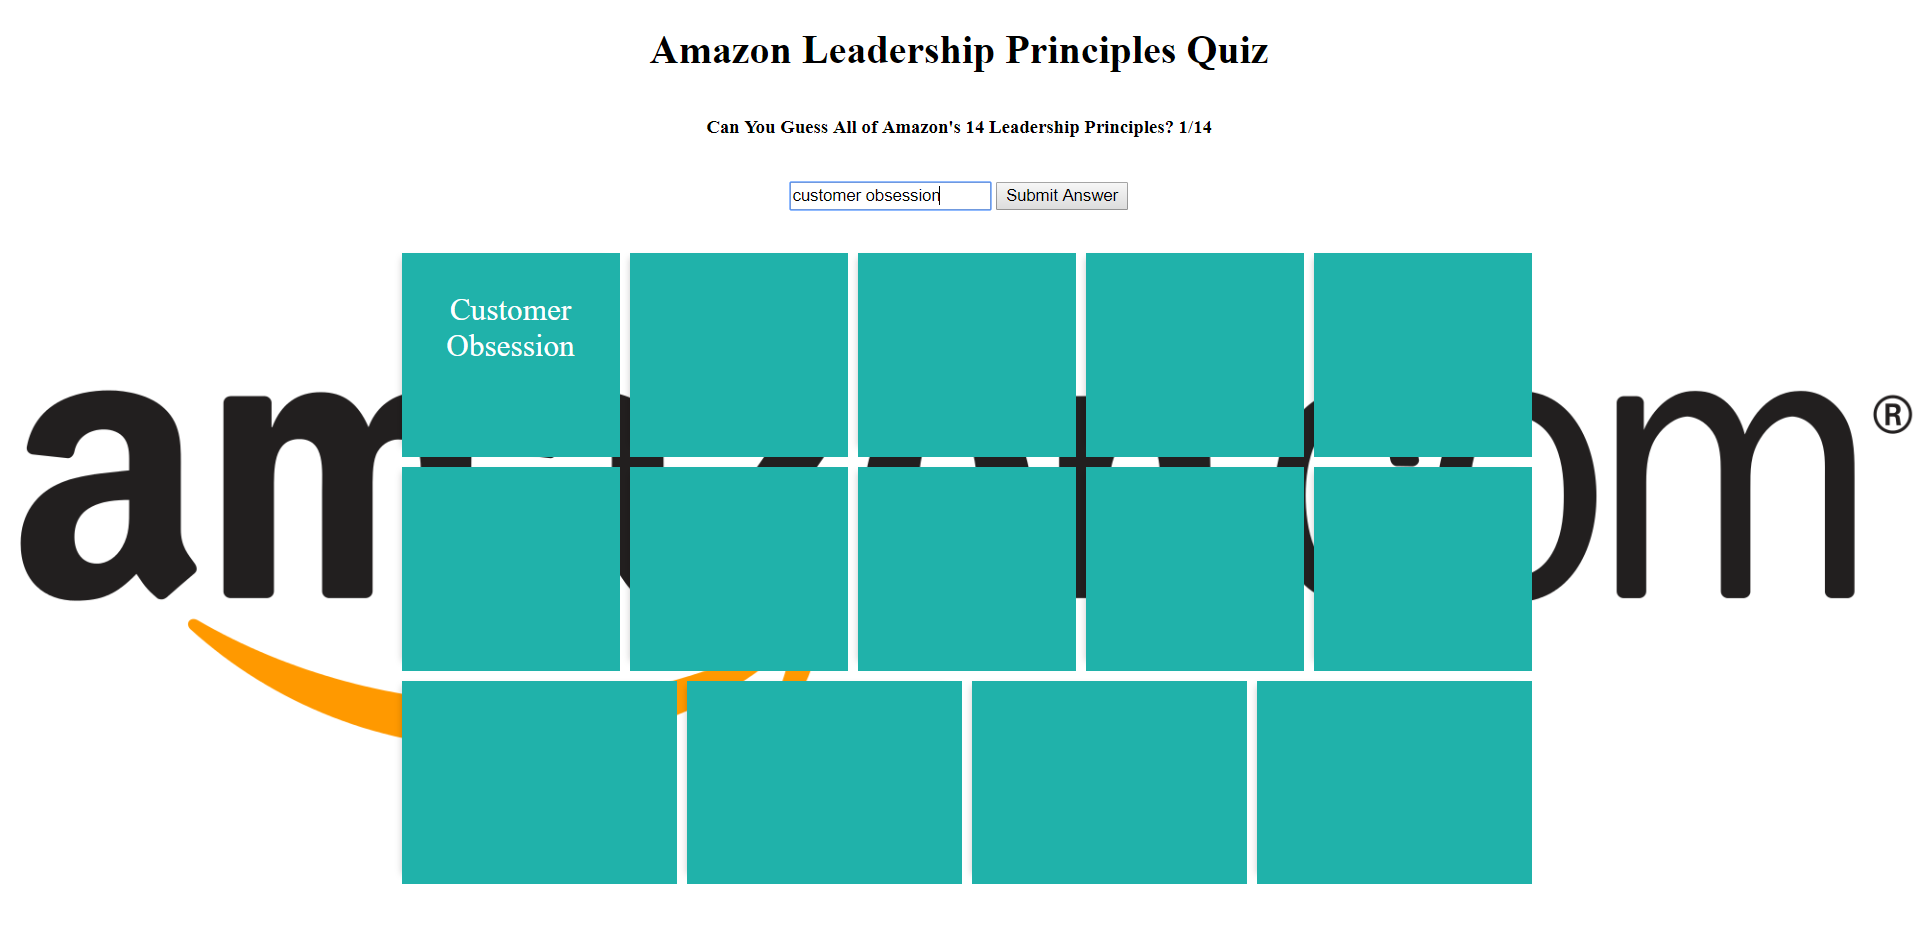 Amazon Leadership Principles Quiz
Can You Guess All of Amazon's 14 Leadership Principles? 1/14
customer obsession Submit Answer
Customer
Obsession
am om ®